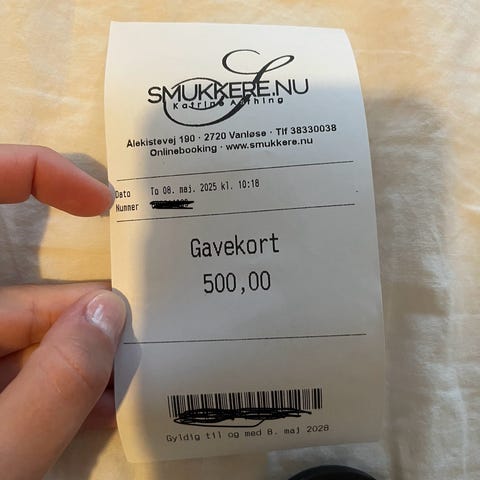 SMUKKERE.NU
Katrine Arthing
Ålekistevej 190 · 2720 Vanløse · Tlf 38330038
Onlinebooking · www.smukkere.nu
Dato To 08. maj. 2025 kl. 10:18
Nummer
Gavekort
500,00
Gyldig til og med 8. maj 2028